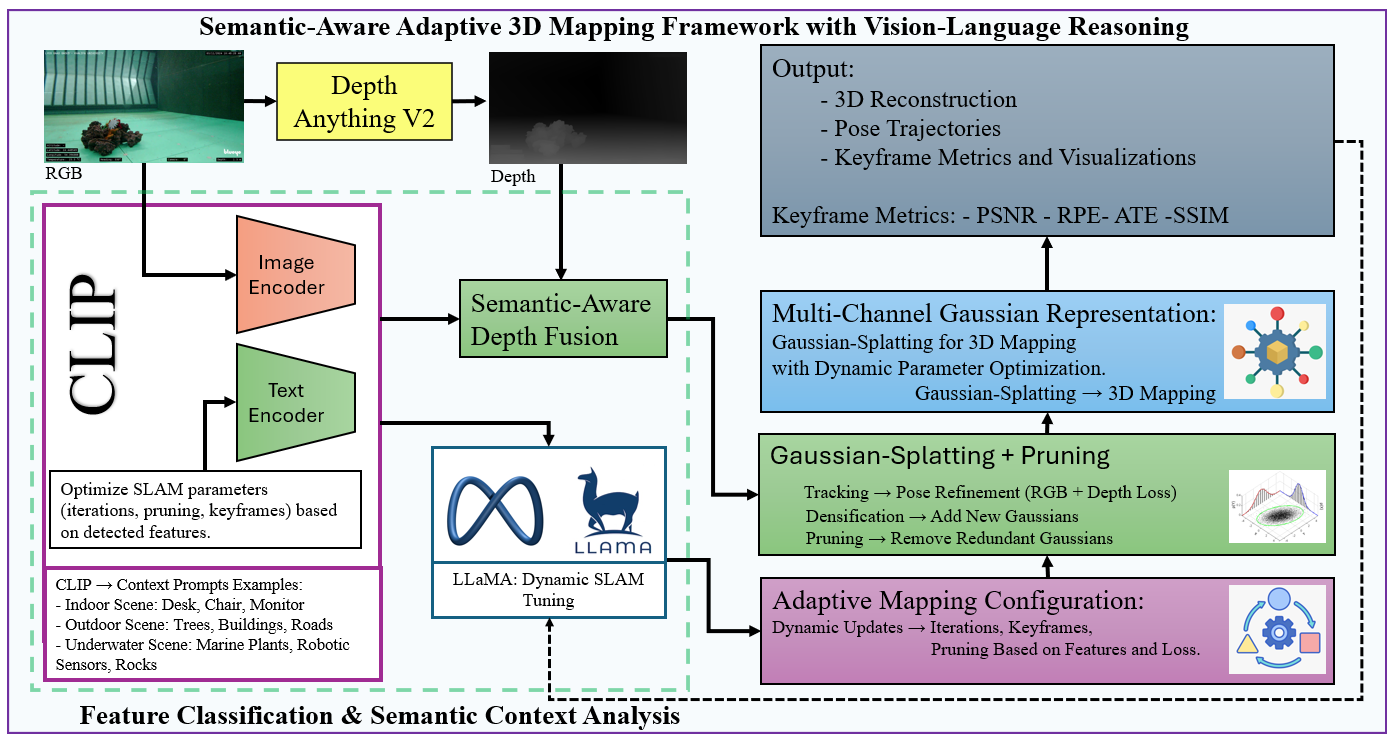 Semantic-Aware Adaptive 3D Mapping Framework with Vision-Language Reasoning
RGB
Depth
Anything V2
Depth
CLIP
Image
Encoder
Text
Encoder
Optimize SLAM parameters
(iterations, pruning, keyframes) based
on detected features.
CLIP → Context Prompts Examples:
- Indoor Scene: Desk, Chair, Monitor
- Outdoor Scene: Trees, Buildings, Roads
- Underwater Scene: Marine Plants, Robotic
Sensors, Rocks
Semantic-Aware
Depth Fusion
LLAMA
LLaMA: Dynamic SLAM
Tuning
Feature Classification & Semantic Context Analysis
Output:
- 3D Reconstruction
- Pose Trajectories
- Keyframe Metrics and Visualizations
Keyframe Metrics: - PSNR - RPE- ATE -SSIM
Multi-Channel Gaussian Representation:
Gaussian-Splatting for 3D Mapping
with Dynamic Parameter Optimization.
Gaussian-Splatting → 3D Mapping
Gaussian-Splatting + Pruning
Tracking → Pose Refinement (RGB + Depth Loss)
Densification → Add New Gaussians
Pruning → Remove Redundant Gaussians
Adaptive Mapping Configuration:
Dynamic Updates → Iterations, Keyframes,
Pruning Based on Features and Loss.